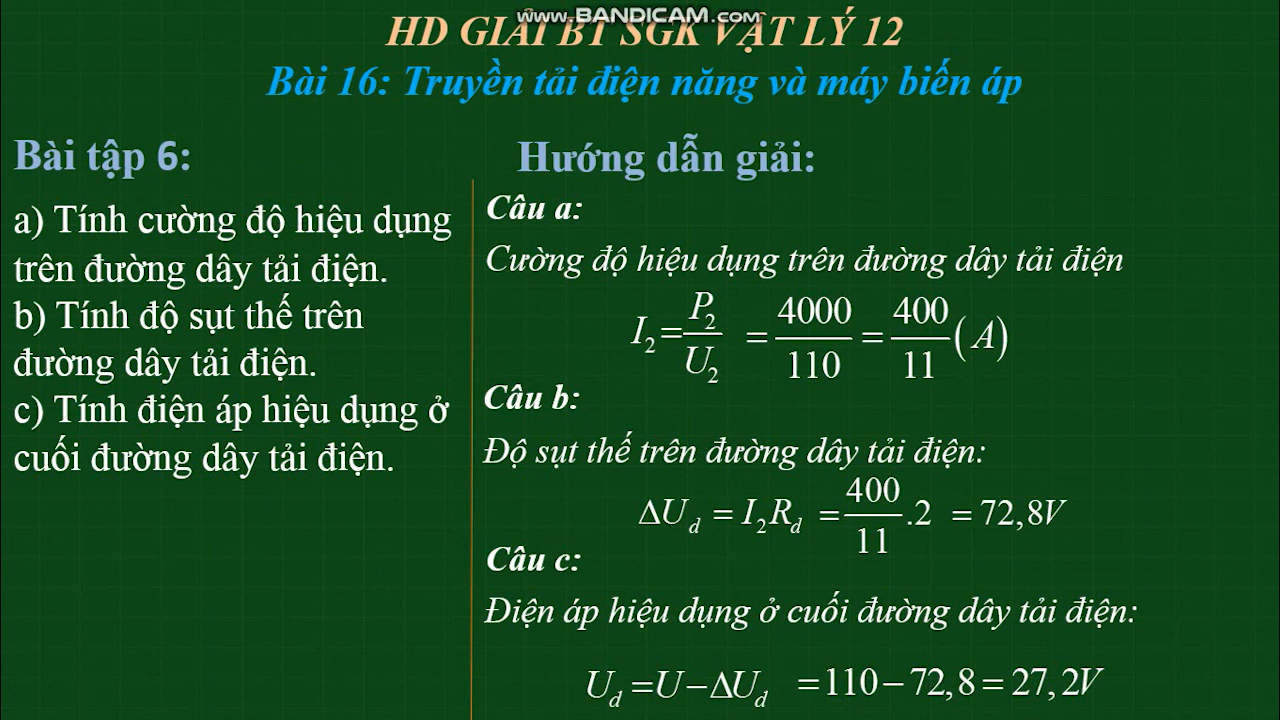 www.BANDICAM.com
HD GIẢI BT SGK VẬT LÝ 12
Bài 16: Truyền tải điện năng và máy biến áp
Bài tập 6:
a) Tính cường độ hiệu dụng
trên đường dây tải điện.
b) Tính độ sụt thế trên
đường dây tải điện.
c) Tính điện áp hiệu dụng ở
cuối đường dây tải điện.
Hướng dẫn giải:
Câu a:
Cường độ hiệu dụng trên đường dây tải điện
I₂ = P₂/U₂ = 4000/110 = 400/11 (A)
Câu b:
Độ sụt thế trên đường dây tải điện:
ΔU_d = I₂R_d = 400/11 .2 = 72,8V
Câu c:
Điện áp hiệu dụng ở cuối đường dây tải điện:
U_d = U − ΔU_d = 110 − 72,8 = 27,2V